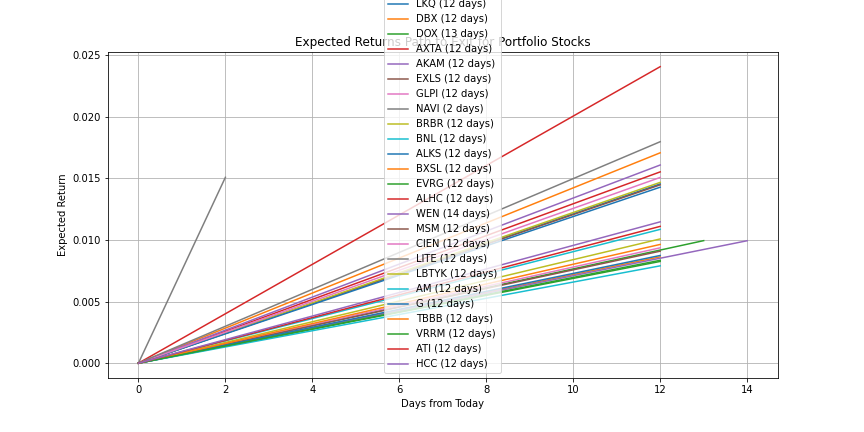 LKQ (12 days)
DBX (12 days)
DOX (13 days)
Expected Returns Path to Exit for Portfolio Stocks
AXTA (12 days)
AKAM (12 days)
EXLS (12 days)
GLPI (12 days)
NAVI (2 days)
BRBR (12 days)
BNL (12 days)
ALKS (12 days)
BXSL (12 days)
EVRG (12 days)
ALHC (12 days)
WEN (14 days)
MSM (12 days)
CIEN (12 days)
LITE (12 days)
LBTYK (12 days)
AM (12 days)
G (12 days)
TBBB (12 days)
VRRM (12 days)
ATI (12 days)
HCC (12 days)
Expected Return
0.025
0.020
0.015
0.010
0.005
0.000
0 2 4 6 8 10 12 14
Days from Today